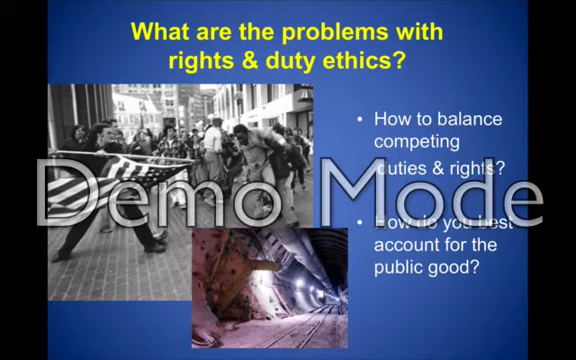 What are the problems with
rights & duty ethics?
• How to balance
competing
duties & rights?
• How do you best
account for the
public good?
Demo Mode